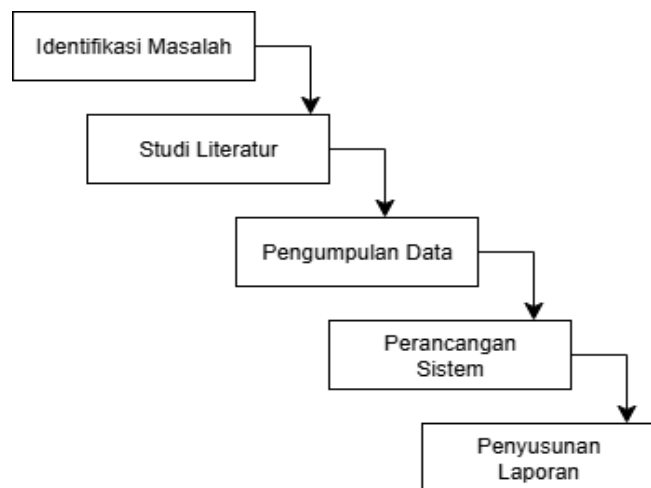 Identifikasi Masalah
Studi Literatur
Pengumpulan Data
Perancangan
Sistem
Penyusunan
Laporan